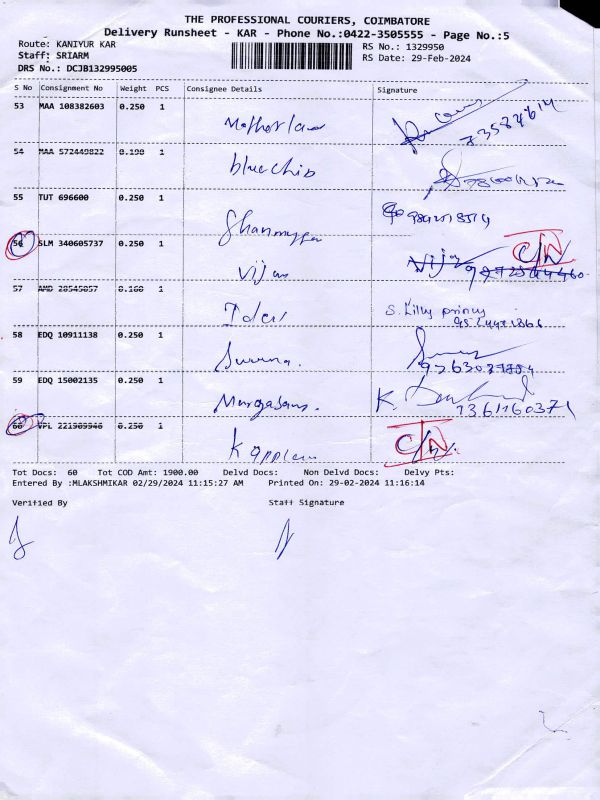 THE PROFESSIONAL COURIERS, COIMBATORE
Delivery Runsheet - KAR - Phone No.:0422-3505555 - Page No.:5
Route: KANIYUR KAR
Staff: SRIARM
DRS No.: DCJB132995005
RS No.: 1329950
RS Date: 29-Feb-2024
S No Consignment No Weight PCS Consignee Details Signature
53 MAA 108382603 0.250 1
54 MAA 572449822 0.190 1 bluechip
55 TUT 696600 0.250 1
56 SLM 340605737 0.250 1 Vijay C/N
57 AMD 28545857 0.160 1 S. Lilly
58 EDQ 10911138 0.250 1
59 EDQ 15002135 0.250 1 K.
60 VPL 221989946 0.250 1 C/N
Tot Docs: 60 Tot COD Amt: 1900.00 Delvd Docs: Non Delvd Docs: Delvy Pts:
Entered By :MLAKSHMIKAR 02/29/2024 11:15:27 AM Printed On: 29-02-2024 11:16:14
Verified By Staff Signature